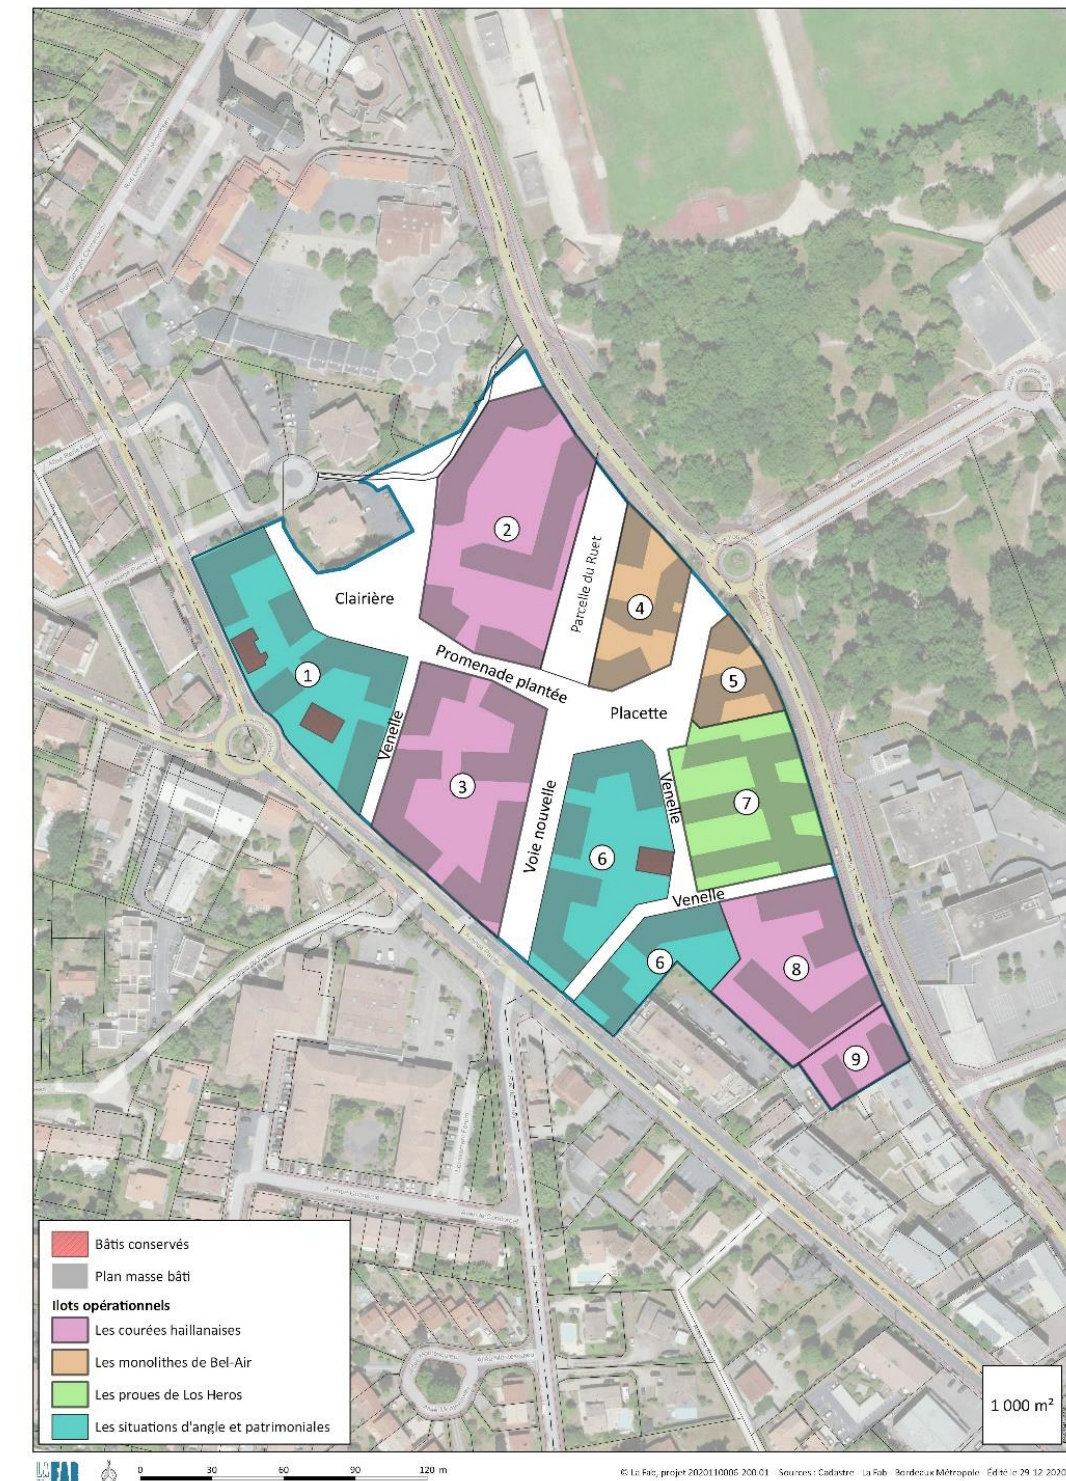 2
Parcelle du Ruet
4
Clairière
1
Promenade plantée
5
Placette
Venelle
3
Venelle
7
Voie nouvelle
6
Venelle
6
8
9
Bâtis conservés
Plan masse bâti
Ilots opérationnels
Les courées haillanaises
Les monolithes de Bel-Air
Les proues de Los Heros
Les situations d'angle et patrimoniales
1 000 m²
LA FAB
0 30 60 90 120 m
© La Fab, projet 2020110006 200.01 - Sources : Cadastre - La Fab - Bordeaux Métropole - Édité le 29-12-2020